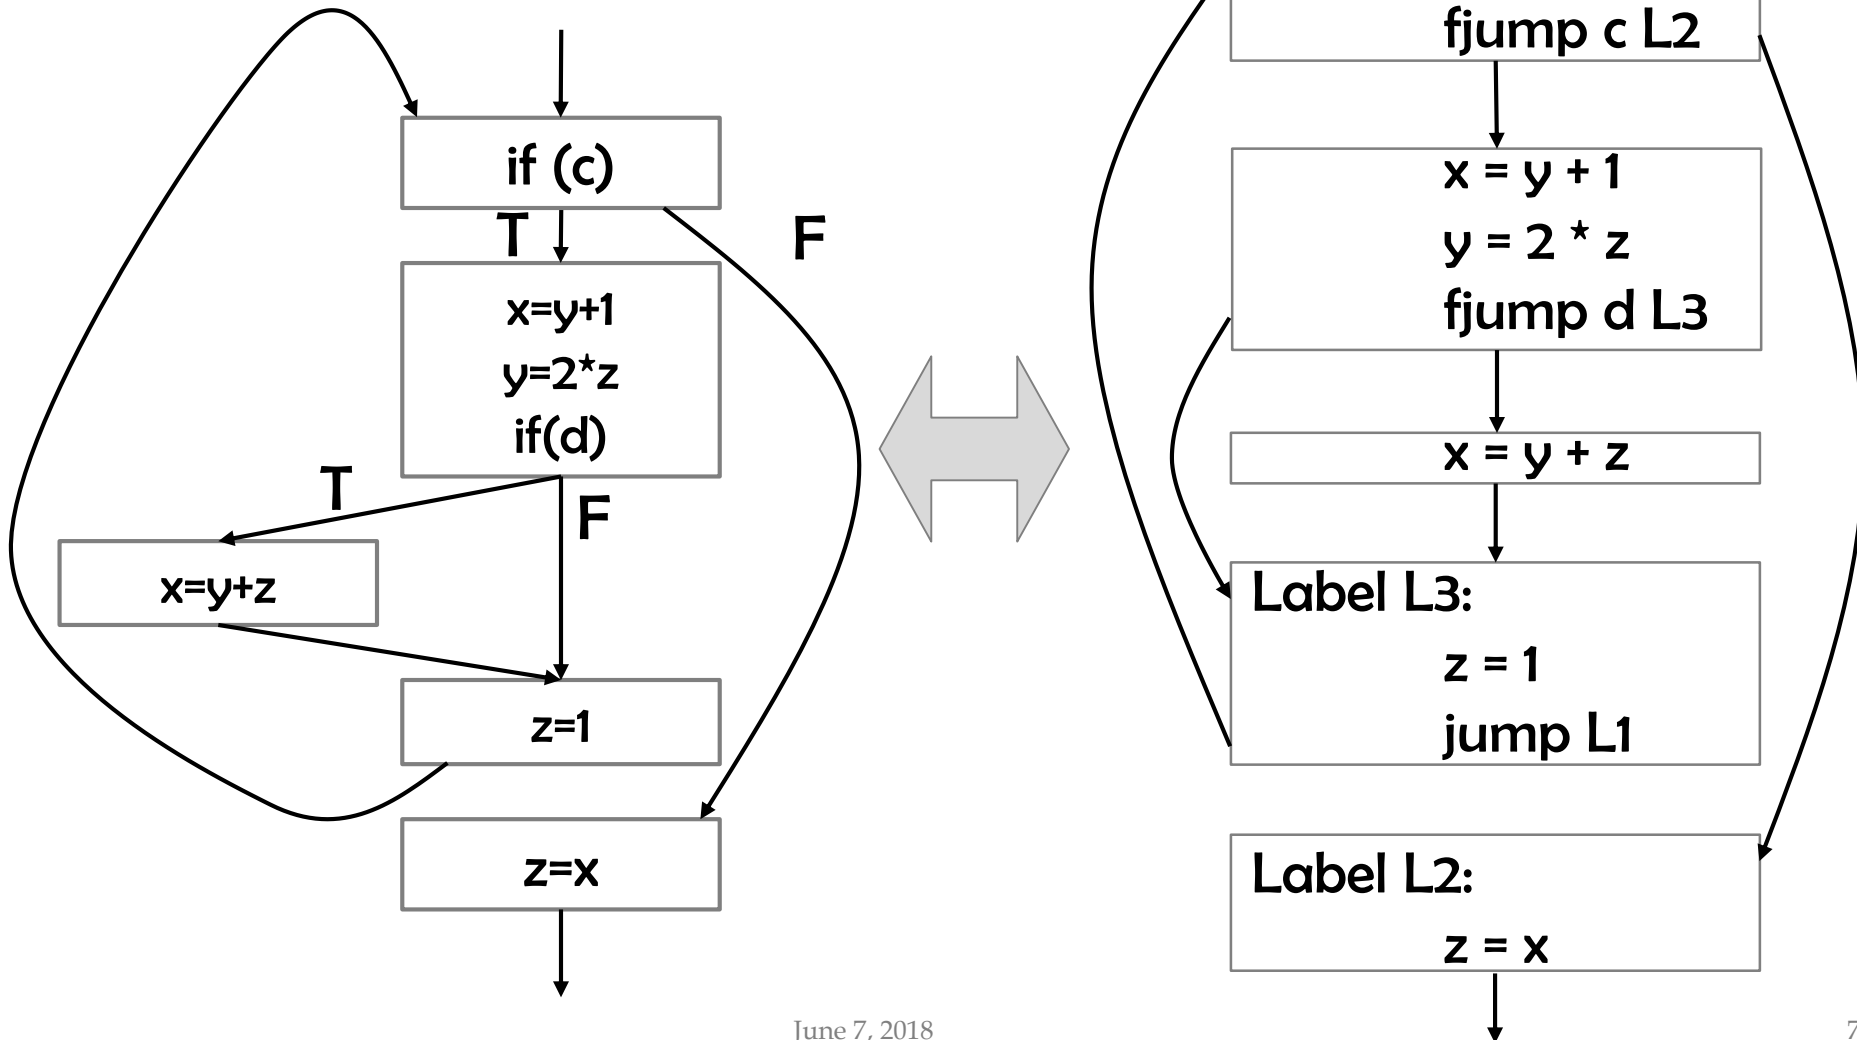 if (c)
T
F
x=y+1
y=2*z
if(d)
T
F
x=y+z
z=1
z=x
fjump c L2
x = y + 1
y = 2 * z
fjump d L3
x = y + z
Label L3:
z = 1
jump L1
Label L2:
z = x
June 7, 2018
7